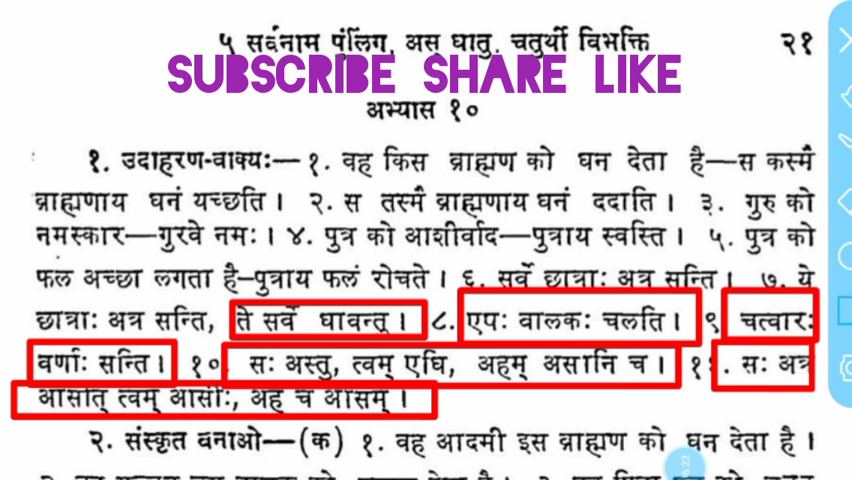 ५ सर्वनाम पुंलिंग, अस् धातु, चतुर्थी विभक्ति २१
SUBSCRIBE SHARE LIKE
अभ्यास १०
१. उदाहरण-वाक्यः— १. वह किस ब्राह्मण को धन देता है—स कस्मै
ब्राह्मणाय धनं यच्छति । २. स तस्मै ब्राह्मणाय धनं ददाति । ३. गुरु को
नमस्कार—गुरवे नमः । ४. पुत्र को आशीर्वाद—पुत्राय स्वस्ति । ५. पुत्र को
फल अच्छा लगता है-पुत्राय फलं रोचते । ६. सर्वे छात्राः अत्र सन्ति । ७. ये
छात्राः अत्र सन्ति, ते सर्वे धावन्तु । ८. एषः बालकः चलति । ९ चत्वारः
वर्णाः सन्ति । १०. सः अस्तु, त्वम् एधि, अहम् असानि च । ११. सः अत्र
आसीत् त्वम् आसीः, अहं च आसम् ।
२. संस्कृत बनाओ—(क) १. वह आदमी इस ब्राह्मण को धन देता है ।